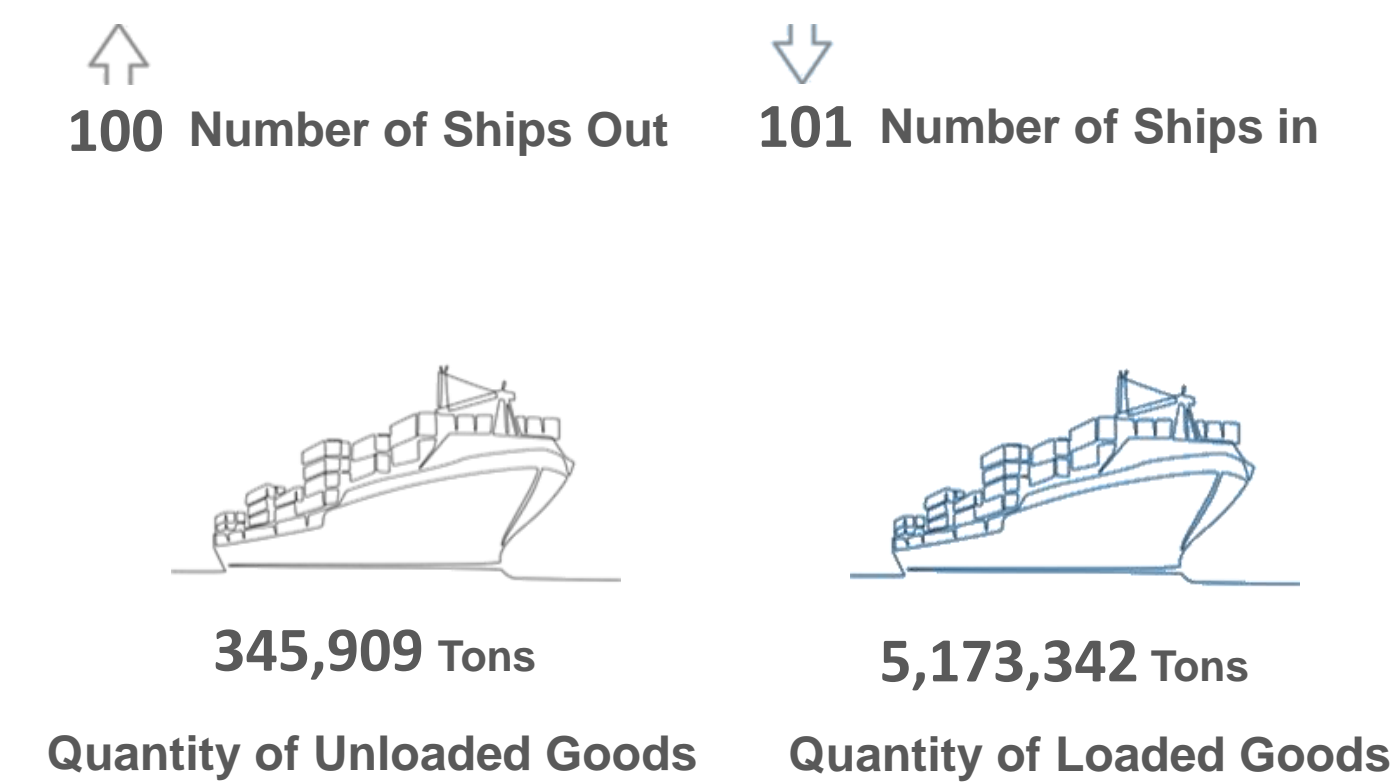 100 Number of Ships Out
101 Number of Ships in
345,909 Tons
5,173,342 Tons
Quantity of Unloaded Goods
Quantity of Loaded Goods